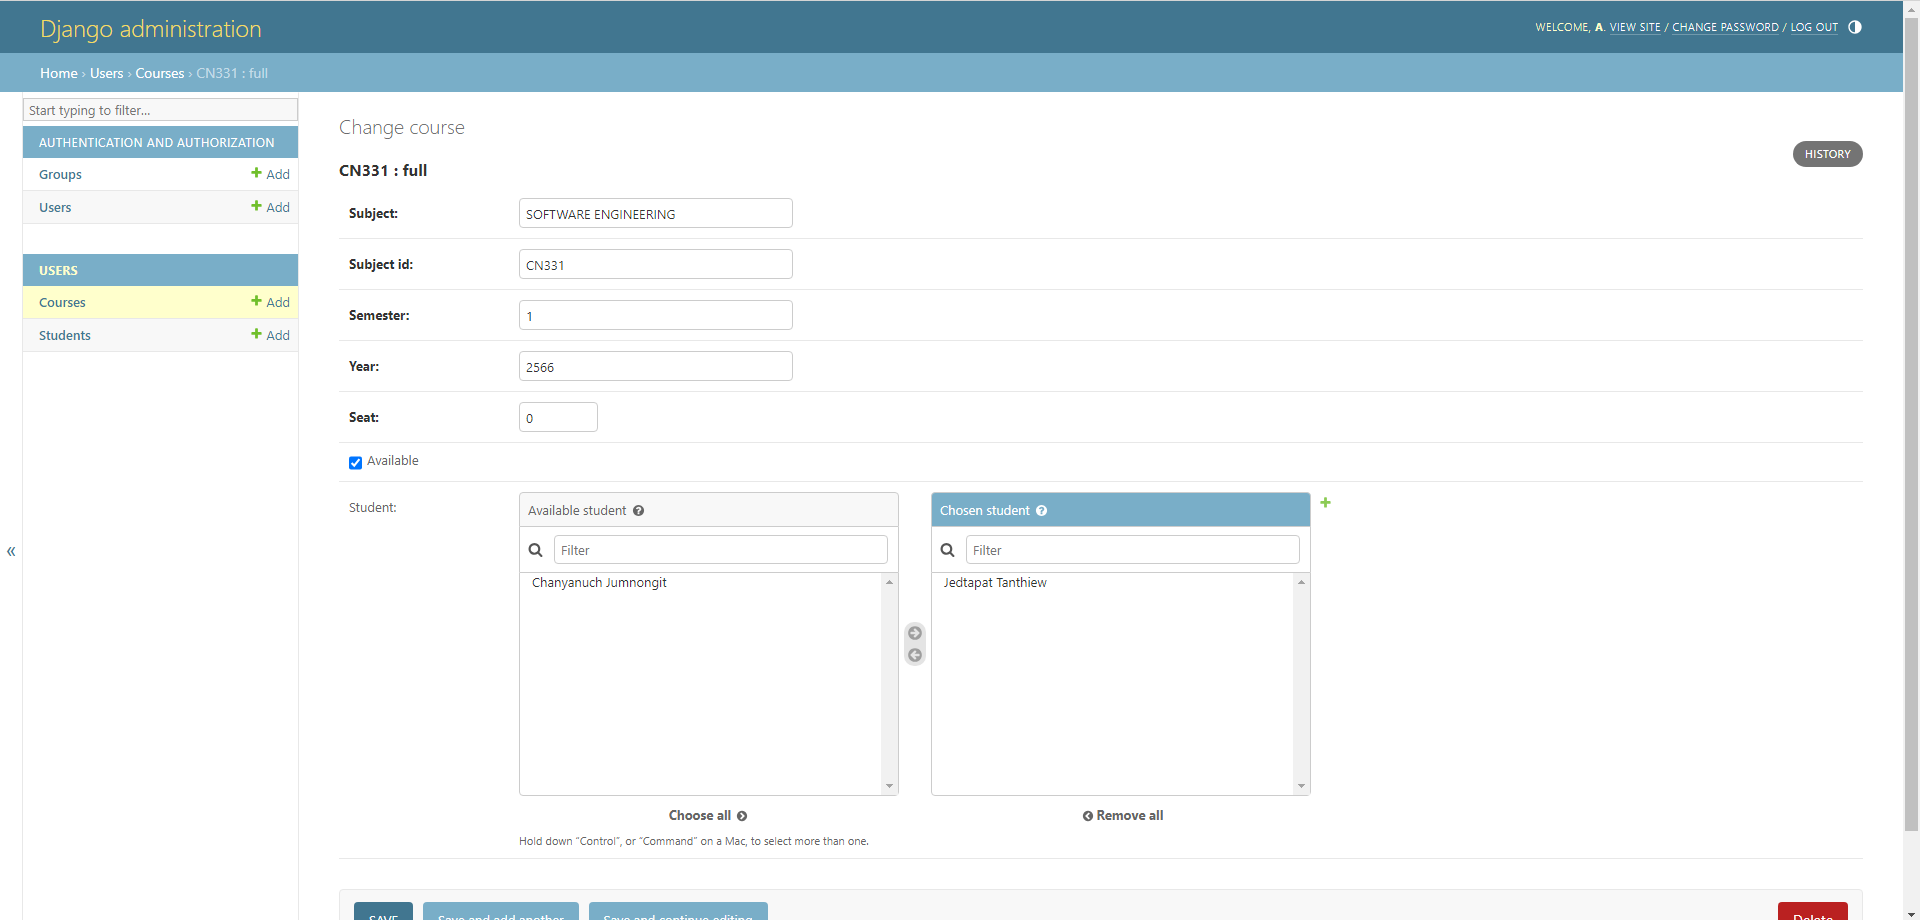 Django administration
WELCOME, A. VIEW SITE / CHANGE PASSWORD / LOG OUT
Home › Users › Courses › CN331 : full
Start typing to filter...
AUTHENTICATION AND AUTHORIZATION
Groups Add
Users Add
USERS
Courses Add
Students Add
«
Change course
HISTORY
CN331 : full
Subject: SOFTWARE ENGINEERING
Subject id: CN331
Semester: 1
Year: 2566
Seat: 0
Available
Student:
Available student ?
Filter
Chanyanuch Jumnongit
Choose all
Chosen student ?
Filter
Jedtapat Tanthiew
Remove all
Hold down “Control”, or “Command” on a Mac, to select more than one.
SAVE Save and add another Save and continue editing Delete